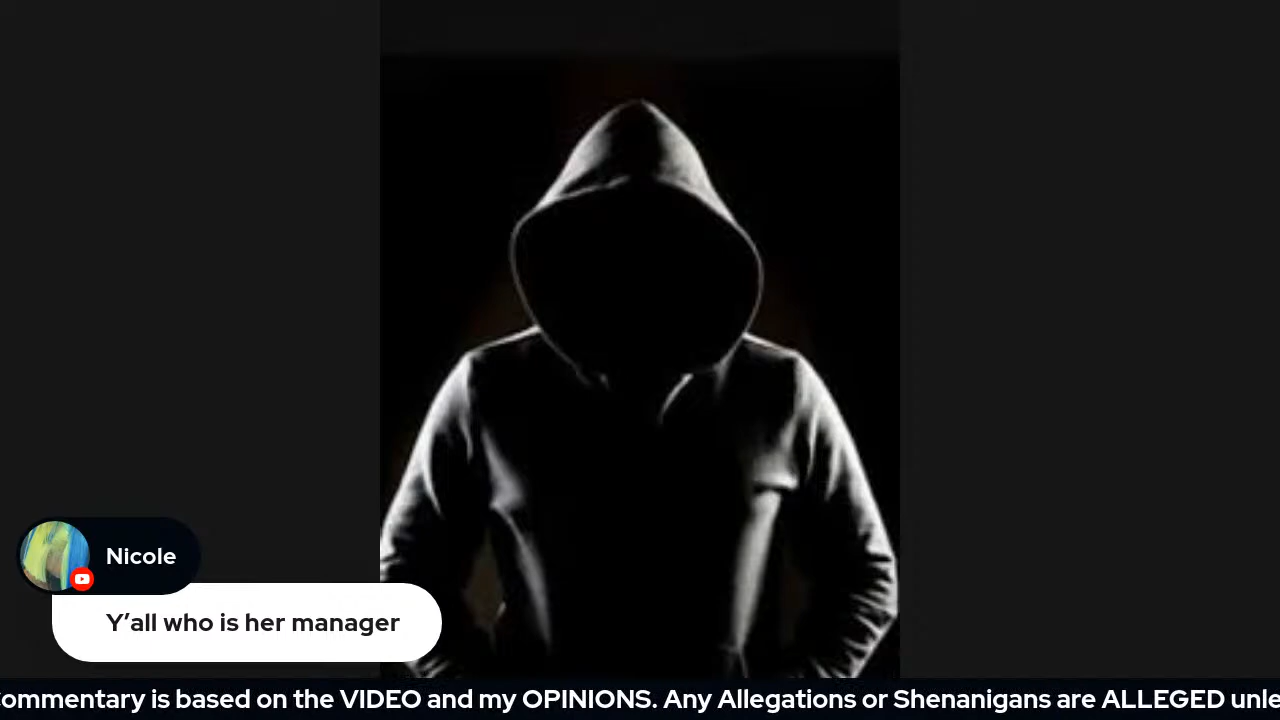 Nicole
Y’all who is her manager
ommentary is based on the VIDEO and my OPINIONS. Any Allegations or Shenanigans are ALLEGED unle